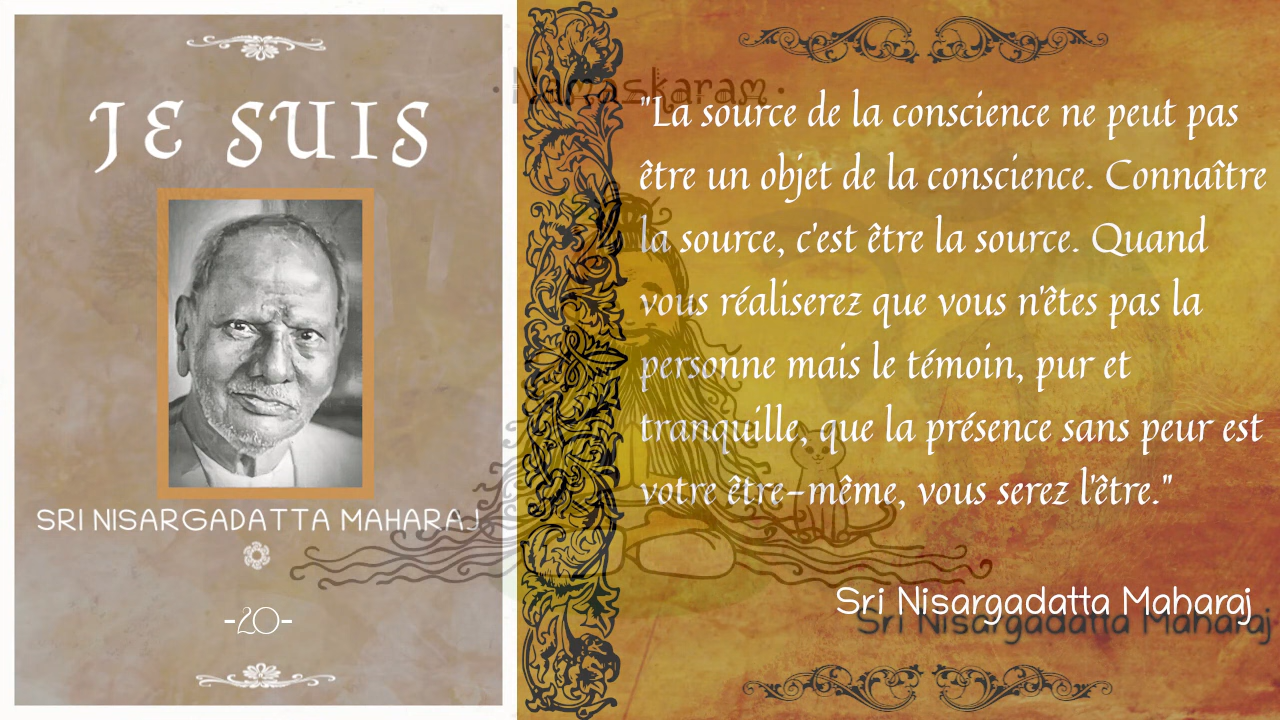 JE SUIS
SRI NISARGADATTA MAHARAJ
-20-
· Namaskaram ·
"La source de la conscience ne peut pas
être un objet de la conscience. Connaître
la source, c'est être la source. Quand
vous réaliserez que vous n'êtes pas la
personne mais le témoin, pur et
tranquille, que la présence sans peur est
votre être-même, vous serez l'être."
Sri Nisargadatta Maharaj